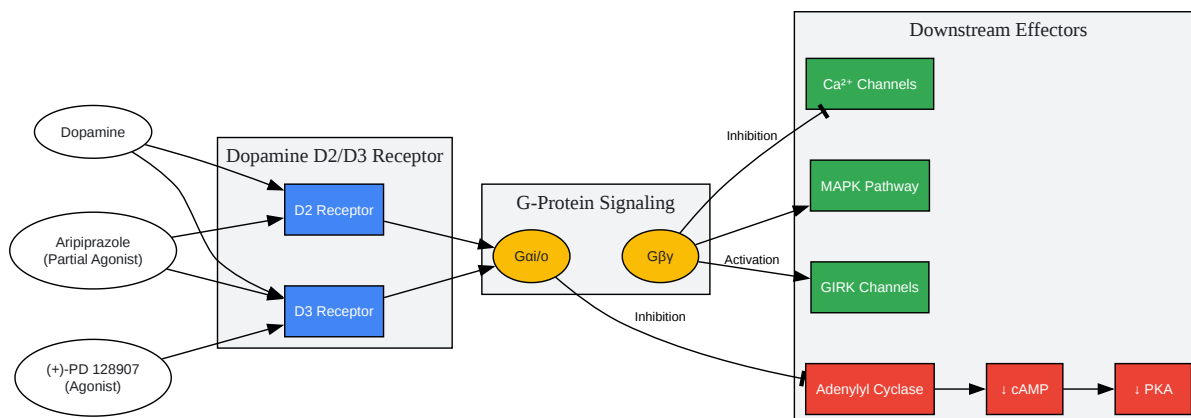 Downstream Effectors
Ca²⁺ Channels
Dopamine
Inhibition
Dopamine D2/D3 Receptor
MAPK Pathway
G-Protein Signaling
D2 Receptor
Aripiprazole
(Partial Agonist)
Gαi/o
Gβγ
Activation
GIRK Channels
D3 Receptor
Inhibition
(+)-PD 128907
(Agonist)
Adenylyl Cyclase
↓ cAMP
↓ PKA